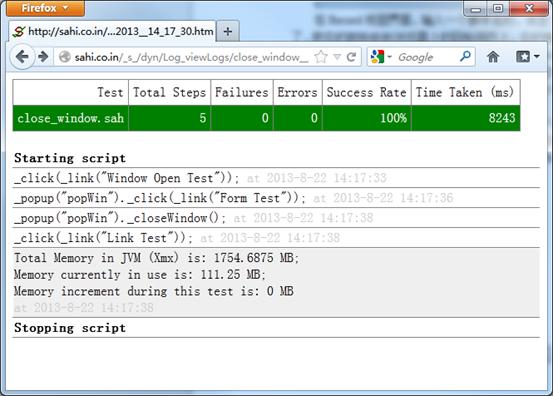 Firefox
http://sahi.co.in/...2013__14_17_30.htm
sahi.co.in/_s_/dyn/Log_viewLogs/close_window__
Google
Test Total Steps Failures Errors Success Rate Time Taken (ms)
close_window.sah 5 0 0 100% 8243
Starting script
_click(_link("Window Open Test")); at 2013-8-22 14:17:33
_popup("popWin")._click(_link("Form Test")); at 2013-8-22 14:17:36
_popup("popWin")._closeWindow(); at 2013-8-22 14:17:38
_click(_link("Link Test")); at 2013-8-22 14:17:38
Total Memory in JVM (Xmx) is: 1754.6875 MB;
Memory currently in use is: 111.25 MB;
Memory increment during this test is: 0 MB
at 2013-8-22 14:17:38
Stopping script